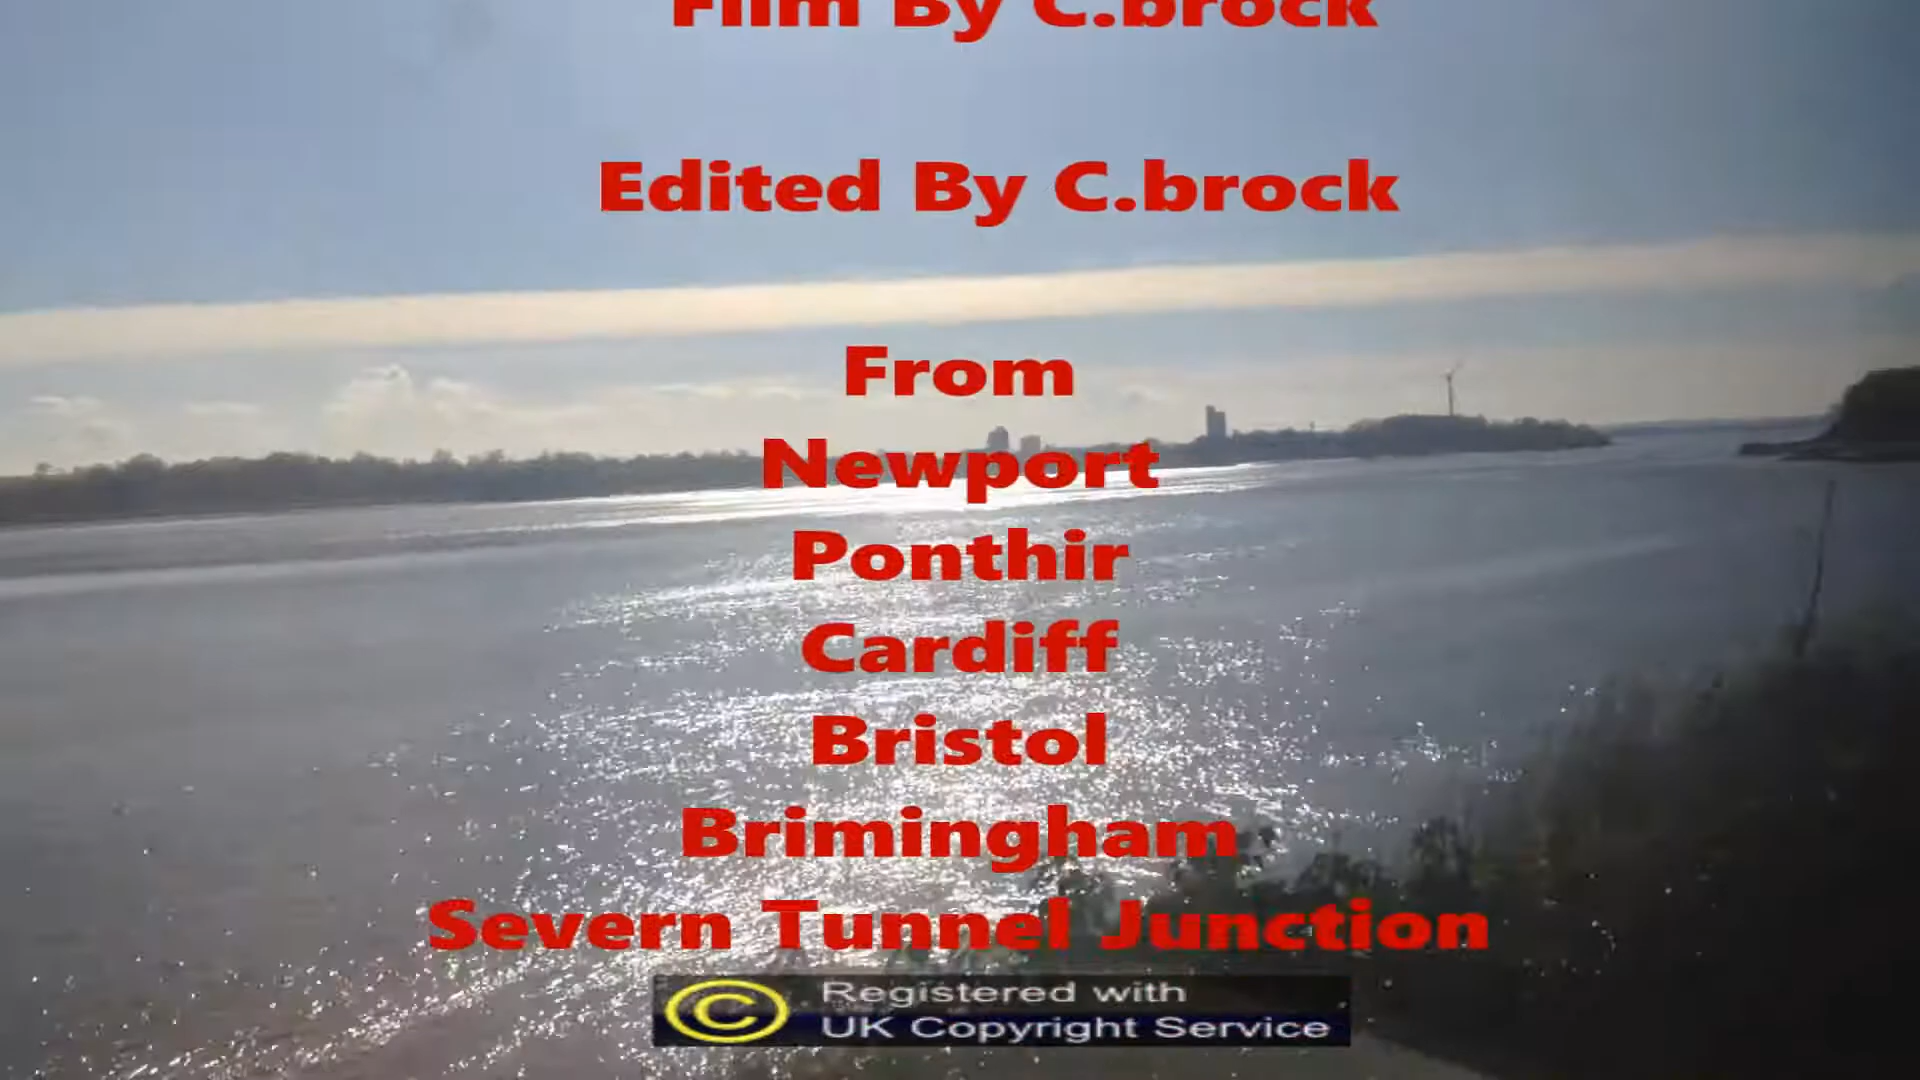 Film By C.brock
Edited By C.brock
From
Newport
Ponthir
Cardiff
Bristol
Brimingham
Severn Tunnel Junction
Registered with
UK Copyright Service